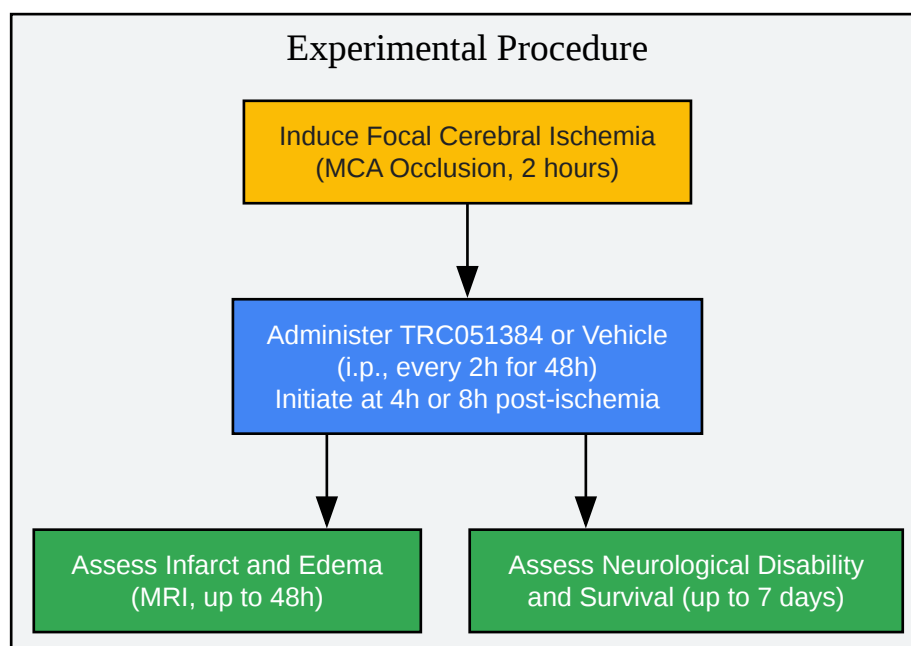 Experimental Procedure
Induce Focal Cerebral Ischemia
(MCA Occlusion, 2 hours)
Administer TRC051384 or Vehicle
(i.p., every 2h for 48h)
Initiate at 4h or 8h post-ischemia
Assess Infarct and Edema
(MRI, up to 48h)
Assess Neurological Disability
and Survival (up to 7 days)